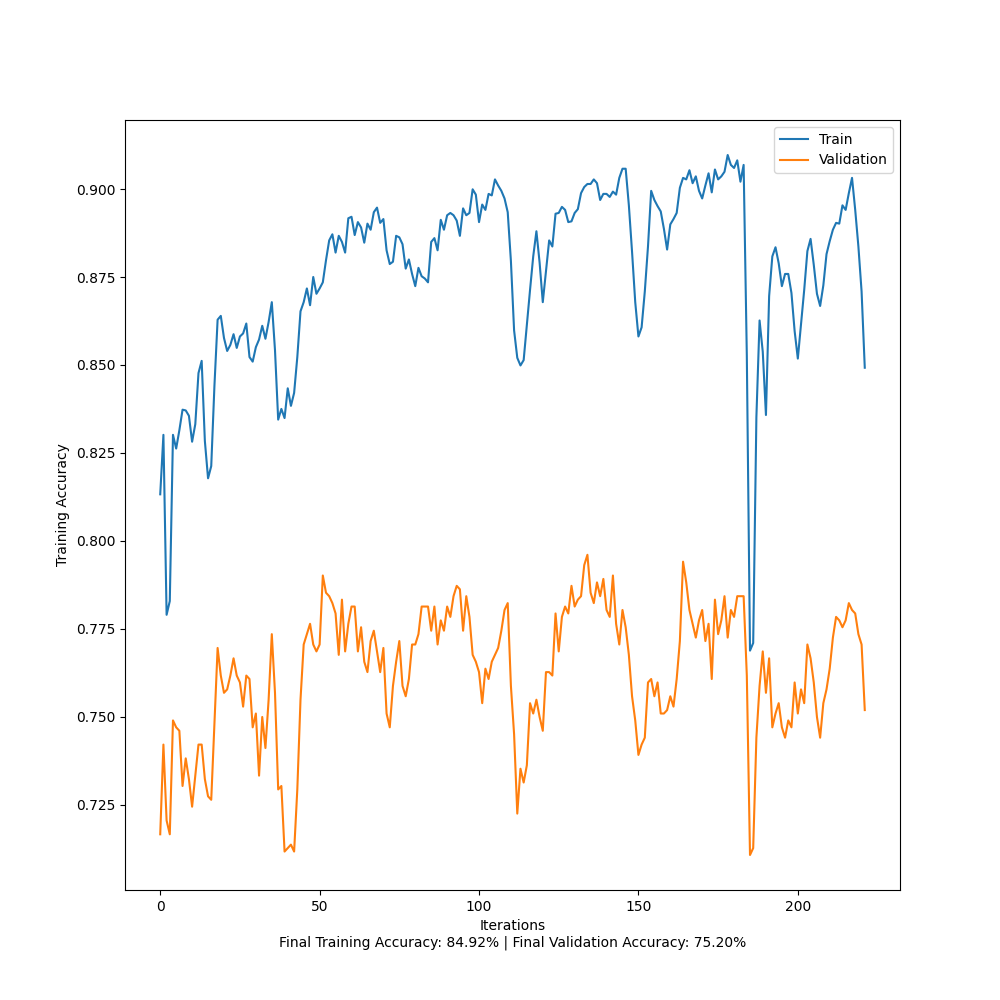 Train
Validation
0.900
0.875
0.850
0.825
0.800
0.775
0.750
0.725
Training Accuracy
0 50 100 150 200
Iterations
Final Training Accuracy: 84.92% | Final Validation Accuracy: 75.20%